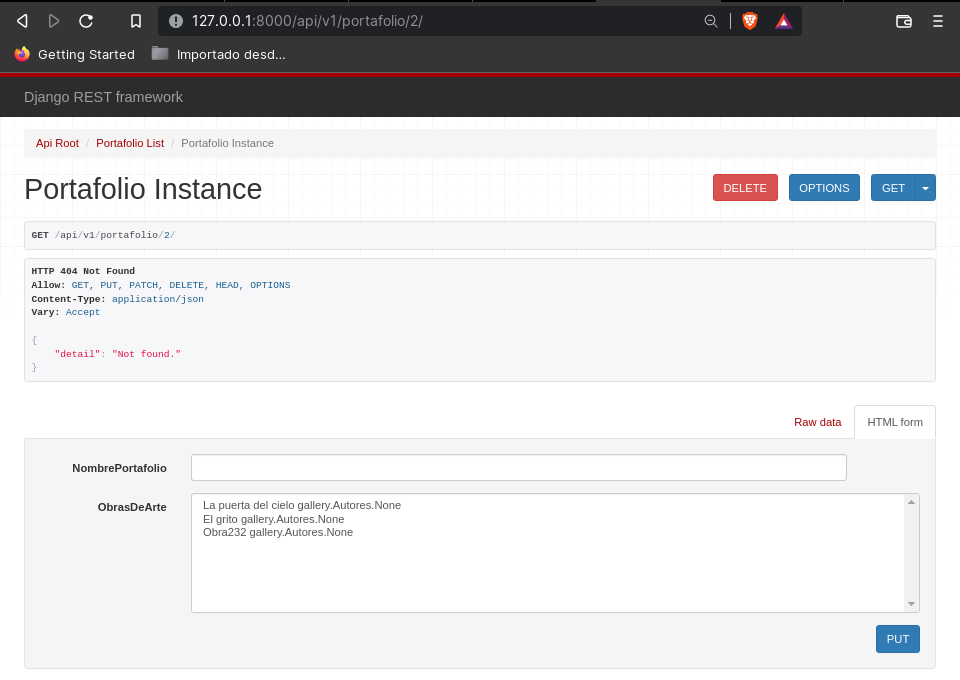 127.0.0.1:8000/api/v1/portafolio/2/
Getting Started Importado desd...
Django REST framework
Api Root / Portafolio List / Portafolio Instance
Portafolio Instance
DELETE OPTIONS GET
GET /api/v1/portafolio/2/
HTTP 404 Not Found
Allow: GET, PUT, PATCH, DELETE, HEAD, OPTIONS
Content-Type: application/json
Vary: Accept
{
"detail": "Not found."
}
Raw data HTML form
NombrePortafolio
ObrasDeArte
La puerta del cielo gallery.Autores.None
El grito gallery.Autores.None
Obra232 gallery.Autores.None
PUT